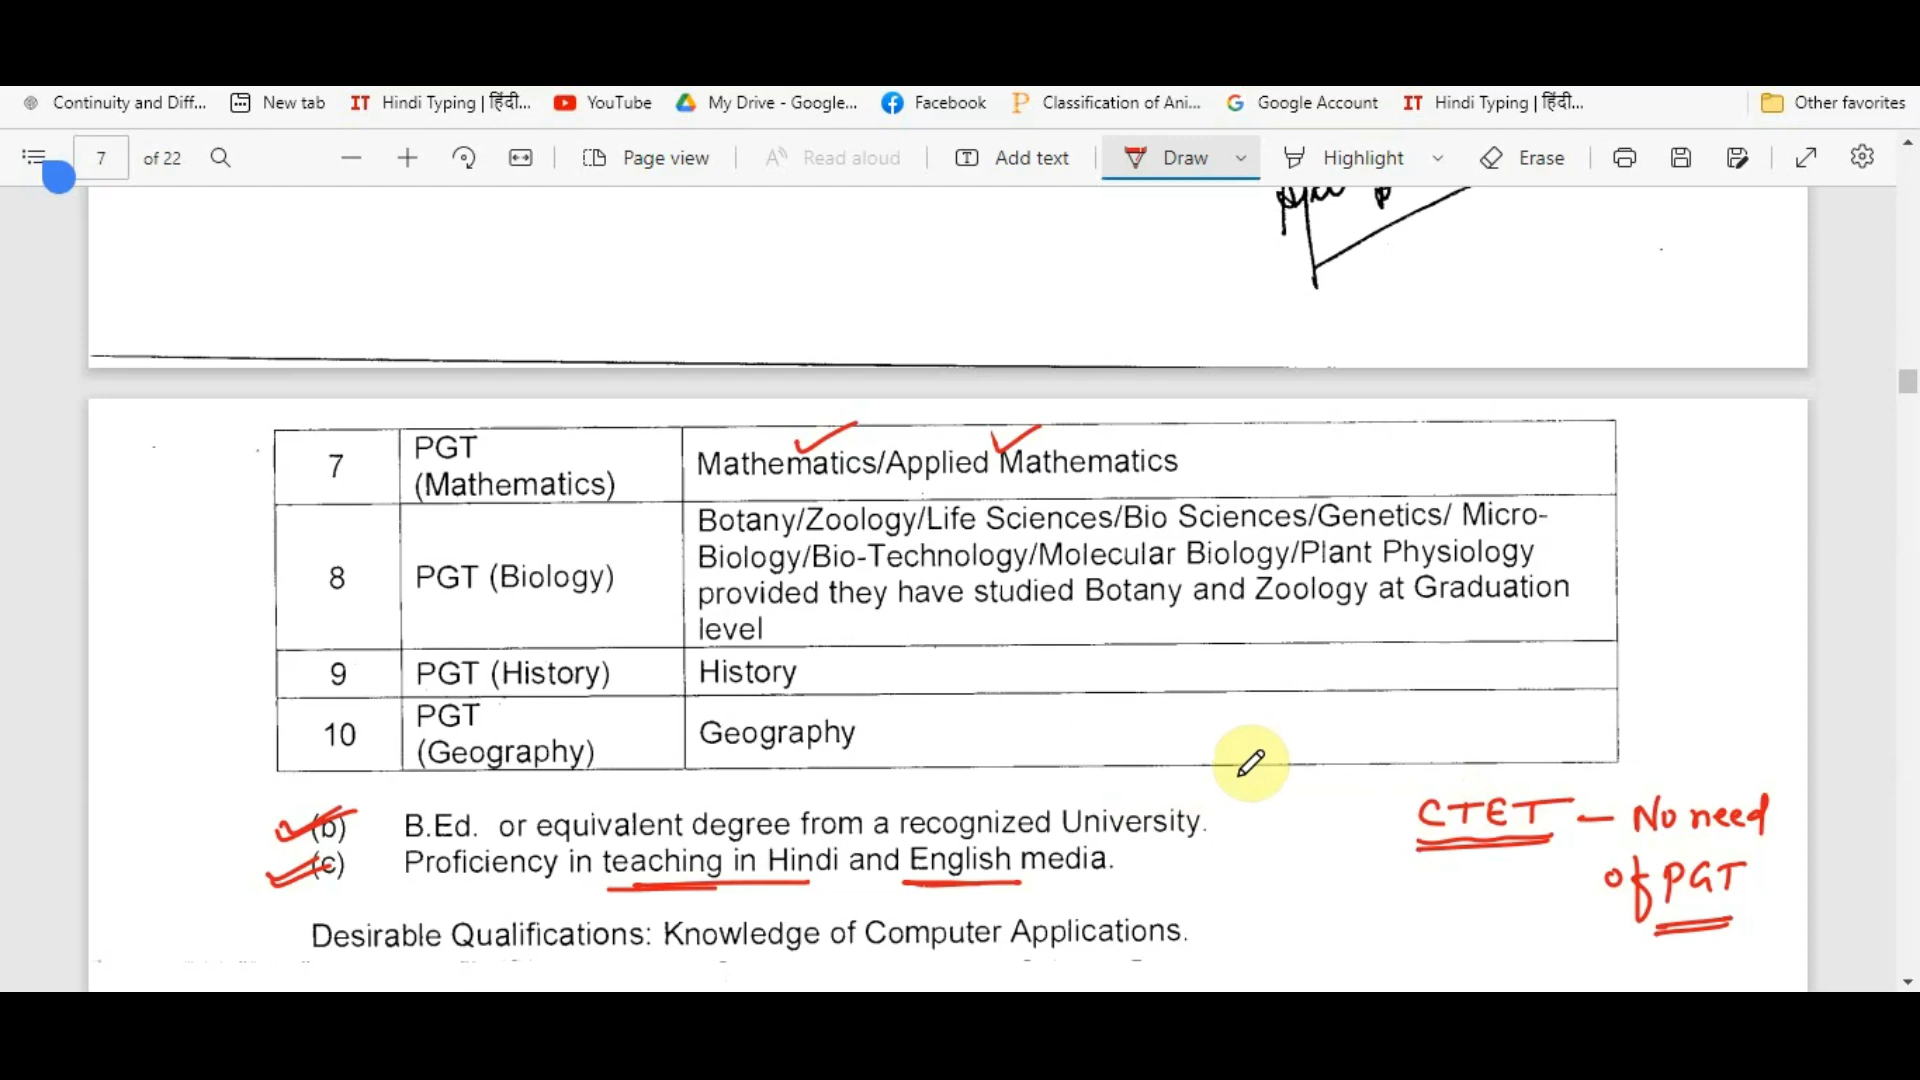 Continuity and Diff... New tab IT Hindi Typing | हिंदी... YouTube My Drive - Google... Facebook Classification of Ani... Google Account IT Hindi Typing | हिंदी... Other favorites
7 of 22 Page view Read aloud Add text Draw Highlight Erase
7 PGT (Mathematics) Mathematics/Applied Mathematics
8 PGT (Biology) Botany/Zoology/Life Sciences/Bio Sciences/Genetics/ Micro-
Biology/Bio-Technology/Molecular Biology/Plant Physiology
provided they have studied Botany and Zoology at Graduation
level
9 PGT (History) History
10 PGT (Geography) Geography
(b) B.Ed. or equivalent degree from a recognized University.
(c) Proficiency in teaching in Hindi and English media.
CTET - No need
of PGT
Desirable Qualifications: Knowledge of Computer Applications.